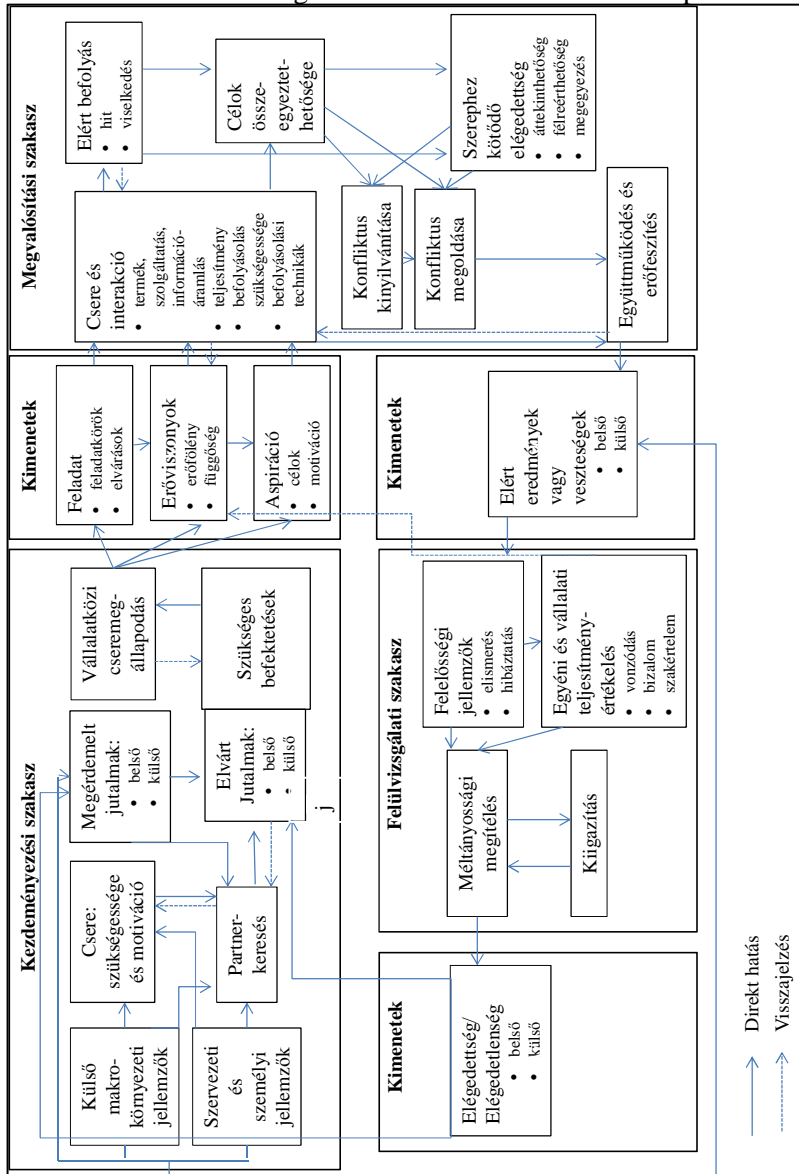 Kezdeményezési szakasz
Külső
makro-
környezeti
jellemzők
Szervezeti
és
személyi
jellemzők
Csere:
szükségessége
és motiváció
Partner-
keresés
Megérdemelt
jutalmak:
• belső
• külső
Elvárt
Jutalmak:
• belső
• külső
j
Vállalatközi
cseremeg-
állapodás
Szükséges
befektetések
Kimenetek
Feladat
• feladatkörök
• elvárások
Erőviszonyok
• erőfölény
• függőség
Aspiráció
• célok
• motiváció
Megvalósítási szakasz
Csere és
interakció
• termék,
szolgáltatás,
információ-
áramlás
• teljesítmény
• befolyásolás
szükségessége
• befolyásolási
technikák
Elért befolyás
• hit
• viselkedés
Célok
össze-
egyeztet-
hetősége
Szerephez
kötődő
elégedettség
• áttekinthetőség
• félreérthetőség
• megegyezés
Konfliktus
kinyilvánítása
Konfliktus
megoldása
Együttműködés és
erőfeszítés
Kimenetek
Elért
eredmények
vagy
veszteségek
• belső
• külső
Felülvizsgálati szakasz
Felelősségi
jellemzők
• elismerés
• hibáztatás
Egyéni és vállalati
teljesítmény-
értékelés
• vonzódás
• bizalom
• szakértelem
Méltányossági
megítélés
Kiigazítás
Kimenetek
Elégedettség/
Elégedetlenség
• belső
• külső
Direkt hatás
Visszajelzés